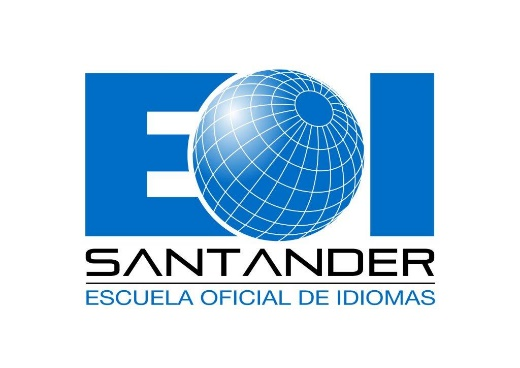 EOI
SANTANDER
ESCUELA OFICIAL DE IDIOMAS